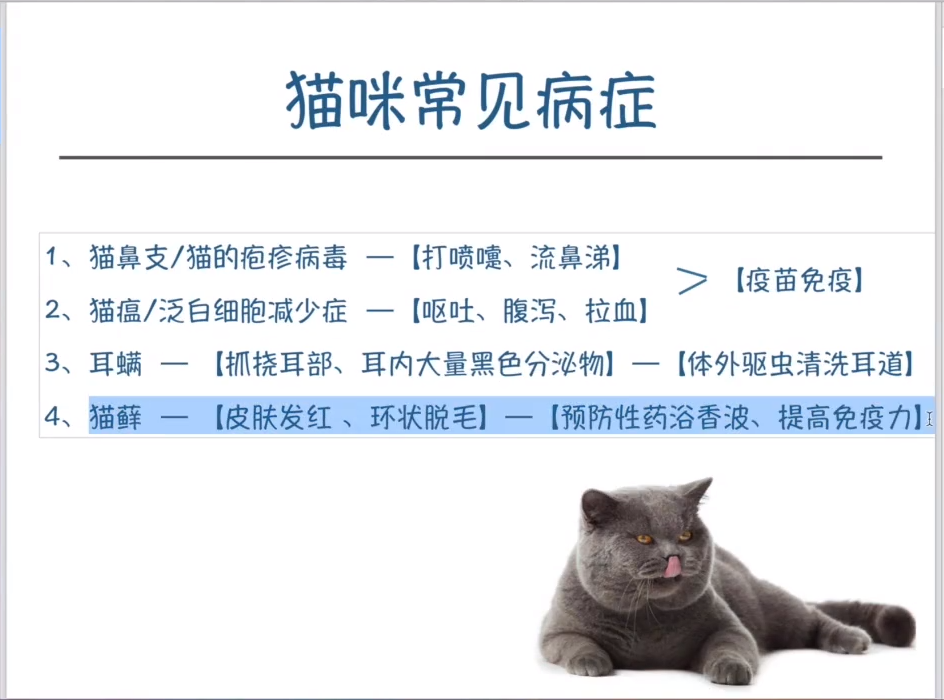 猫咪常见病症
1、猫鼻支/猫的疱疹病毒 —【打喷嚏、流鼻涕】
> 【疫苗免疫】
2、猫瘟/泛白细胞减少症 —【呕吐、腹泻、拉血】
3、耳螨 — 【抓挠耳部、耳内大量黑色分泌物】—【体外驱虫清洗耳道】
4、猫藓 — 【皮肤发红 、环状脱毛】—【预防性药浴香波、提高免疫力】